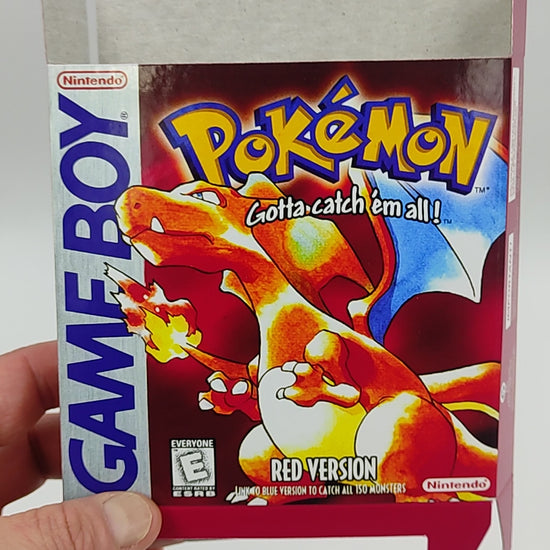 Nintendo
GAME BOY
®
POKéMON
™
Gotta catch 'em all!
™
EVERYONE
E
CONTENT RATED BY
ESRB
RED VERSION
LINK TO BLUE VERSION TO CATCH ALL 150 MONSTERS
Nintendo